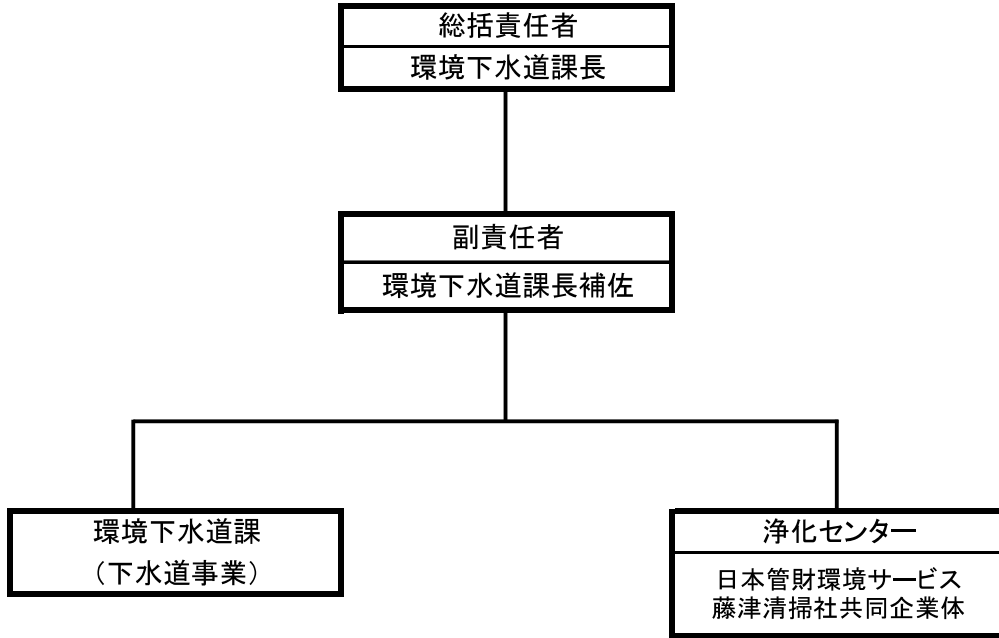 総括責任者
環境下水道課長
副責任者
環境下水道課長補佐
環境下水道課
（下水道事業）
浄化センター
日本管財環境サービス
藤津清掃社共同企業体